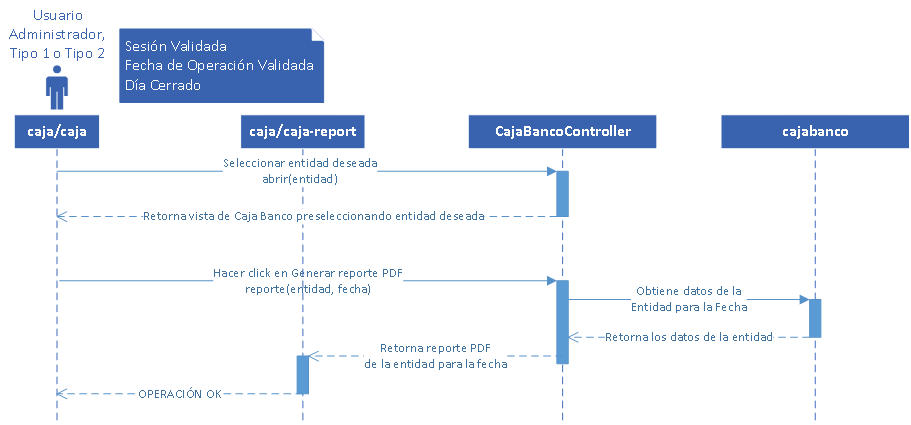 Usuario
Administrador,
Tipo 1 o Tipo 2
Sesión Validada
Fecha de Operación Validada
Día Cerrado
caja/caja
caja/caja-report
CajaBancoController
cajabanco
Seleccionar entidad deseada
abrir(entidad)
Retorna vista de Caja Banco preseleccionando entidad deseada
Hacer click en Generar reporte PDF
reporte(entidad, fecha)
Obtiene datos de la
Entidad para la Fecha
Retorna los datos de la entidad
Retorna reporte PDF
de la entidad para la fecha
OPERACIÓN OK